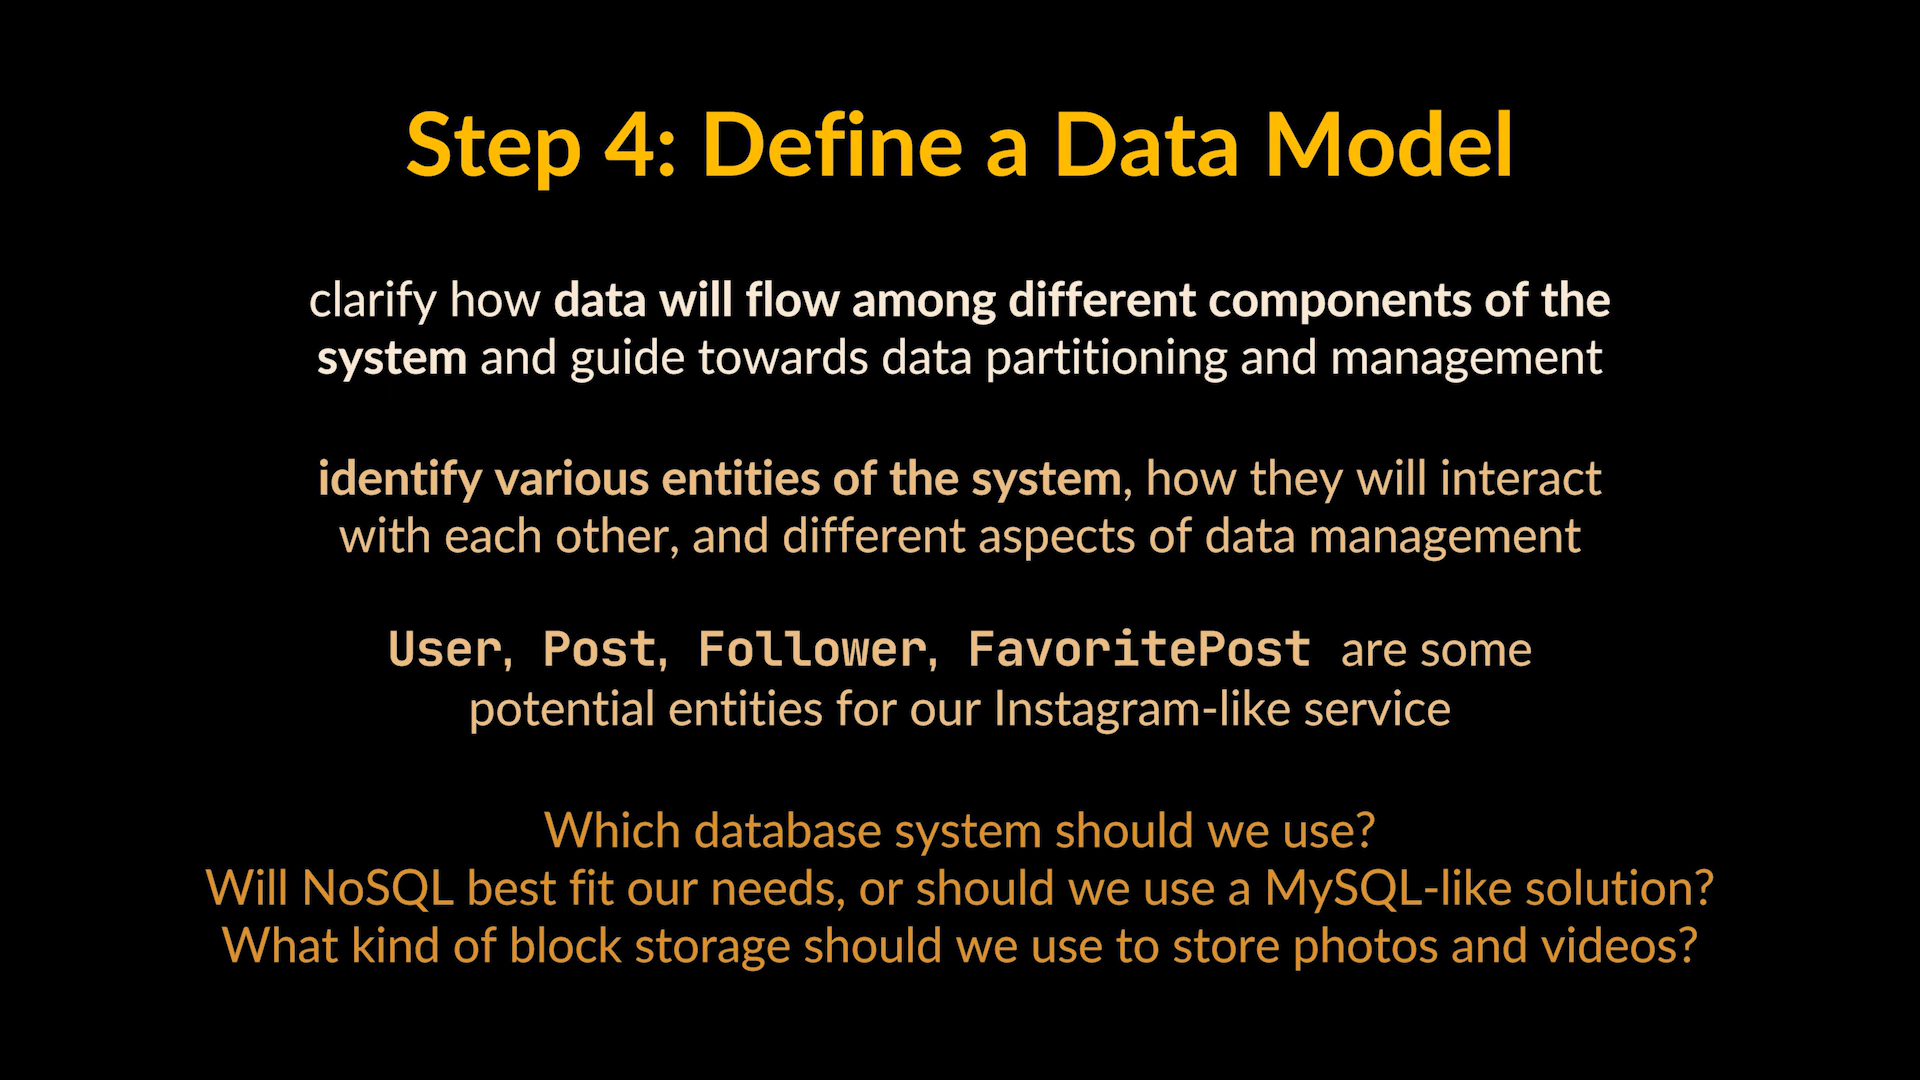 Step 4: Define a Data Model
clarify how data will flow among different components of the
system and guide towards data partitioning and management
identify various entities of the system, how they will interact
with each other, and different aspects of data management
User, Post, Follower, FavoritePost are some
potential entities for our Instagram-like service
Which database system should we use?
Will NoSQL best fit our needs, or should we use a MySQL-like solution?
What kind of block storage should we use to store photos and videos?